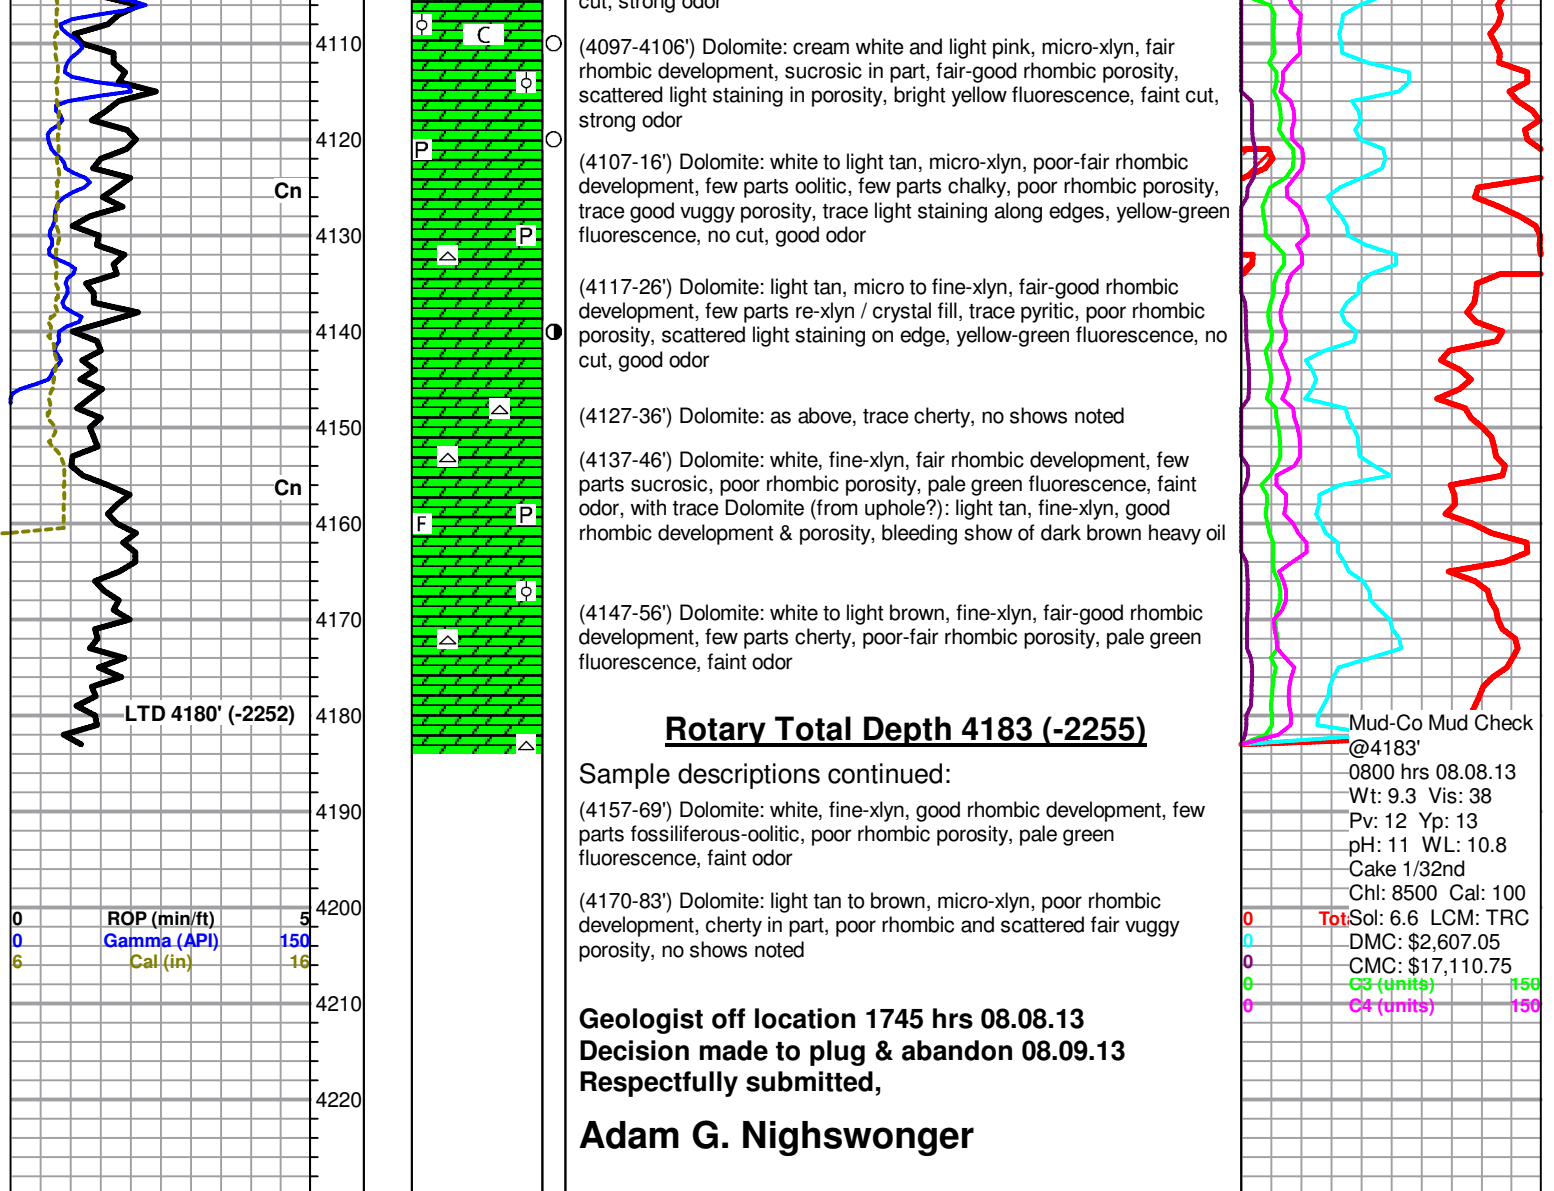 cut, strong odor
(4097-4106') Dolomite: cream white and light pink, micro-xlyn, fair
rhombic development, sucrosic in part, fair-good rhombic porosity,
scattered light staining in porosity, bright yellow fluorescence, faint cut,
strong odor
(4107-16') Dolomite: white to light tan, micro-xlyn, poor-fair rhombic
development, few parts oolitic, few parts chalky, poor rhombic porosity,
trace good vuggy porosity, trace light staining along edges, yellow-green
fluorescence, no cut, good odor
(4117-26') Dolomite: light tan, micro to fine-xlyn, fair-good rhombic
development, few parts re-xlyn / crystal fill, trace pyritic, poor rhombic
porosity, scattered light staining on edge, yellow-green fluorescence, no
cut, good odor
(4127-36') Dolomite: as above, trace cherty, no shows noted
(4137-46') Dolomite: white, fine-xlyn, fair rhombic development, few
parts sucrosic, poor rhmbic porosity, pale green fluorescence, faint
odor, with trace Dolomite (from uphole?): light tan, fine-xlyn, good
rhombic development & porosity, bleeding show of dark brown heavy oil
(4147-56') Dolomite: white to light brown, fine-xlyn, fair-good rhombic
development, few parts cherty, poor-fair rhombic porosity, pale green
fluorescence, faint odor
Rotary Total Depth 4183 (-2255)
Sample descriptions continued:
(4157-69') Dolomite: white, fine-xlyn, good rhombic development, few
parts fossiliferous-oolitic, poor rhombic porosity, pale green
fluorescence, faint odor
(4170-83') Dolomite: light tan to brown, micro-xlyn, poor rhombic
development, cherty in part, poor rhombic and scattered fair vuggy
porosity, no shows noted
Geologist off location 1745 hrs 08.08.13
Decision made to plug & abandon 08.09.13
Respectfully submitted,
Adam G. Nighswonger
4110
4120
Cn
4130
4140
4150
Cn
4160
4170
LTD 4180' (-2252)
4180
4190
4200
0 ROP (min/ft) 5
0 Gamma (API) 150
6 Cal (in) 16
4210
4220
C
P
P
P
F
Mud-Co Mud Check
@4183'
0800 hrs 08.08.13
Wt: 9.3 Vis: 38
Pv: 12 Yp: 13
pH: 11 WL: 10.8
Cake 1/32nd
Chl: 8500 Cal: 100
Sol: 6.6 LCM: TRC
DMC: $2,607.05
CMC: $17,110.75
0
0
0
0 C3 (units) 150
0 C4 (units) 150